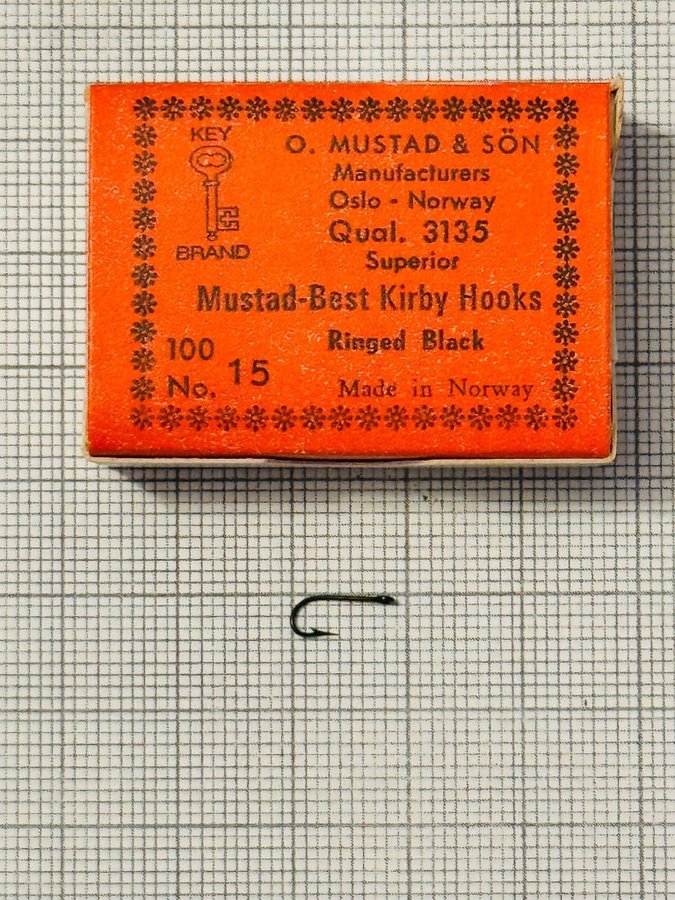 KEY
BRAND
O. MUSTAD & SÖN
Manufacturers
Oslo - Norway
Qual. 3135
Superior
Mustad-Best Kirby Hooks
Ringed Black
100
No. 15
Made in Norway